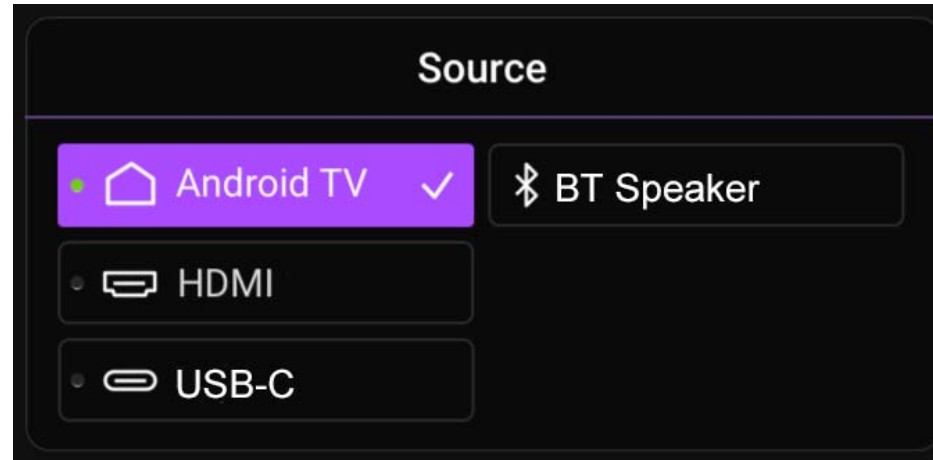 Source
Android TV
BT Speaker
HDMI
USB-C